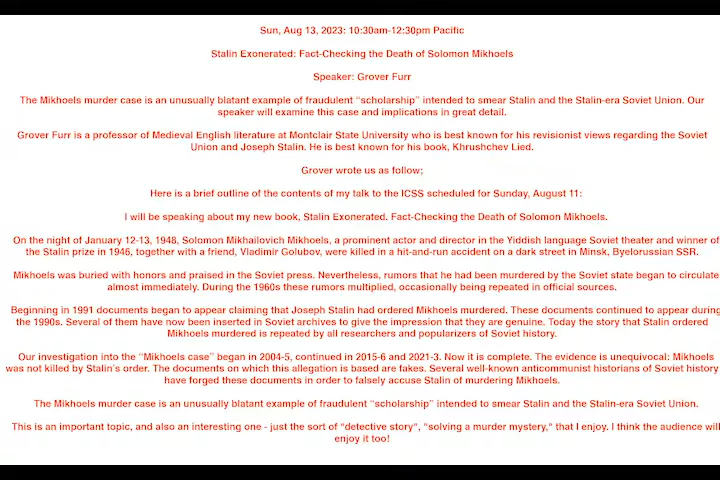 Sun, Aug 13, 2023: 10:30am-12:30pm Pacific
Stalin Exonerated: Fact-Checking the Death of Solomon Mikhoels
Speaker: Grover Furr
The Mikhoels murder case is an unusually blatant example of fraudulent “scholarship” intended to smear Stalin and the Stalin-era Soviet Union. Our
speaker will examine this case and implications in great detail.
Grover Furr is a professor of Medieval English literature at Montclair State University who is best known for his revisionist views regarding the Soviet
Union and Joseph Stalin. He is best known for his book, Khrushchev Lied.
Grover wrote us as follow;
Here is a brief outline of the contents of my talk to the ICSS scheduled for Sunday, August 11:
I will be speaking about my new book, Stalin Exonerated. Fact-Checking the Death of Solomon Mikhoels.
On the night of January 12-13, 1948, Solomon Mikhailovich Mikhoels, a prominent actor and director in the Yiddish language Soviet theater and winner of
the Stalin prize in 1946, together with a friend, Vladimir Golubov, were killed in a hit-and-run accident on a dark street in Minsk, Byelorussian SSR.
Mikhoels was buried with honors and praised in the Soviet press. Nevertheless, rumors that he had been murdered by the Soviet state began to circulate
almost immediately. During the 1960s these rumors multiplied, occasionally being repeated in official sources.
Beginning in 1991 documents began to appear claiming that Joseph Stalin had ordered Mikhoels murdered. These documents continued to appear during
the 1990s. Several of them have now been inserted in Soviet archives to give the impression that they are genuine. Today the story that Stalin ordered
Mikhoels murdered is repeated by all researchers and popularizers of Soviet history.
Our investigation into the “Mikhoels case” began in 2004-5, continued in 2015-6 and 2021-3. Now it is complete. The evidence is unequivocal: Mikhoels
was not killed by Stalin’s order. The documents on which this allegation is based are fakes. Several well-known anticommunist historians of Soviet history
have forged these documents in order to falsely accuse Stalin of murdering Mikhoels.
The Mikhoels murder case is an unusually blatant example of fraudulent “scholarship” intended to smear Stalin and the Stalin-era Soviet Union.
This is an important topic, and also an interesting one - just the sort of "detective story", "solving a murder mystery," that I enjoy. I think the audience will
enjoy it too!